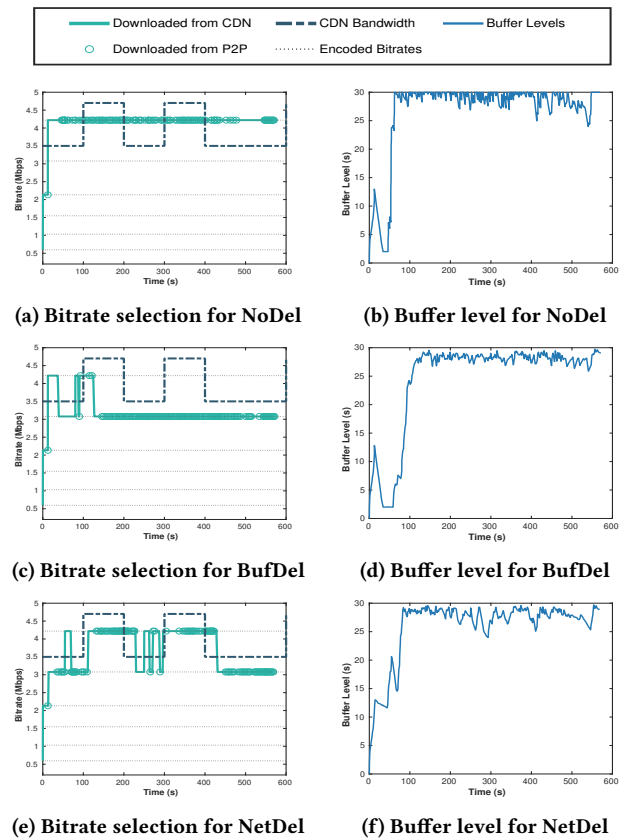 Downloaded from CDN CDN Bandwidth Buffer Levels
Downloaded from P2P Encoded Bitrates
5
4.5
4
3.5
3
2.5
2
1.5
1
0.5
Bitrate (Mbps)
0 100 200 300 400 500 600
Time (s)
(a) Bitrate selection for NoDel
30
25
20
15
10
5
0
Buffer Level (s)
0 100 200 300 400 500 600
Time (s)
(b) Buffer level for NoDel
5
4.5
4
3.5
3
2.5
2
1.5
1
0.5
Bitrate (Mbps)
0 100 200 300 400 500 600
Time (s)
(c) Bitrate selection for BufDel
30
25
20
15
10
5
0
Buffer Level (s)
0 100 200 300 400 500 600
Time (s)
(d) Buffer level for BufDel
5
4.5
4
3.5
3
2.5
2
1.5
1
0.5
Bitrate (Mbps)
0 100 200 300 400 500 600
Time (s)
(e) Bitrate selection for NetDel
30
25
20
15
10
5
0
Buffer Level (s)
0 100 200 300 400 500 600
Time (s)
(f) Buffer level for NetDel